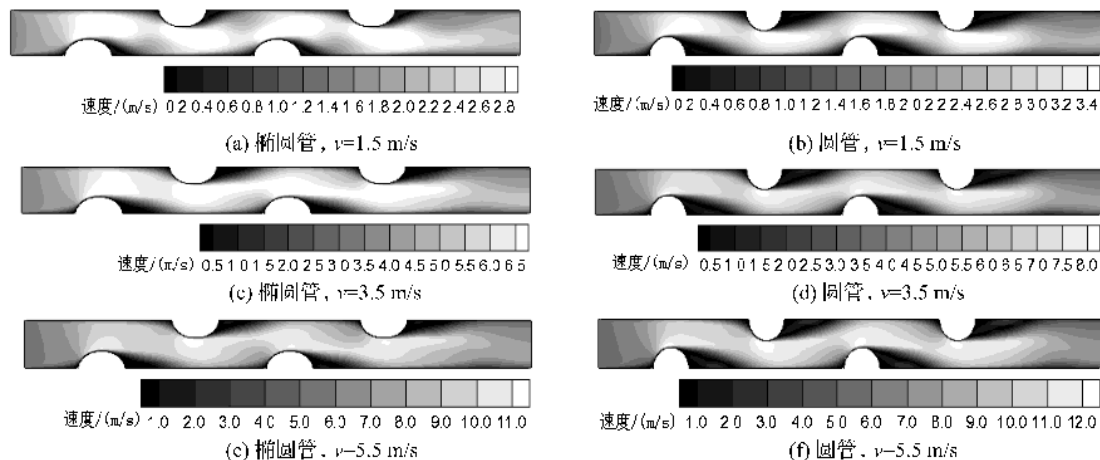 速度/(m/s) 0 2 0.4 0.6 0.8 1.0 1.2 1.4 1.6 1.8 2.0 2.2 2.4 2.6 2.8
(a) 椭圆管, v=1.5 m/s
速度/(m/s) 0 2 0.4 0.6 0.8 1.0 1 2 1.4 1.6 1.8 2 0 2.2 2.4 2.6 2 8 3.0 3.2 3.4
(b) 圆管, v=1.5 m/s
速度/(m/s) 0.5 1 0 1 5 2.0 2 5 3 0 3.5 4.0 4.5 5.0 5.5 6.0 6 5
(c) 椭圆管, v=3.5 m/s
速度/(m/s) 0.5 1 0 1 5 2 0 2.5 3.0 3 5 4 0 4 5 5.0 5.5 6 0 6 5 7 0 7.5 8.0
(d) 圆管, v=3.5 m/s
速度/(m/s) 1.0 2.0 3.0 4.0 5.0 6.0 7.0 8.0 9.0 10.0 11.0
(e) 椭圆管, v=5.5 m/s
速度/(m/s) 1.0 2 0 3.0 4.0 5.0 6.0 7.0 8.0 9.0 10.0 11.0 12.0
(f) 圆管, v=5.5 m/s